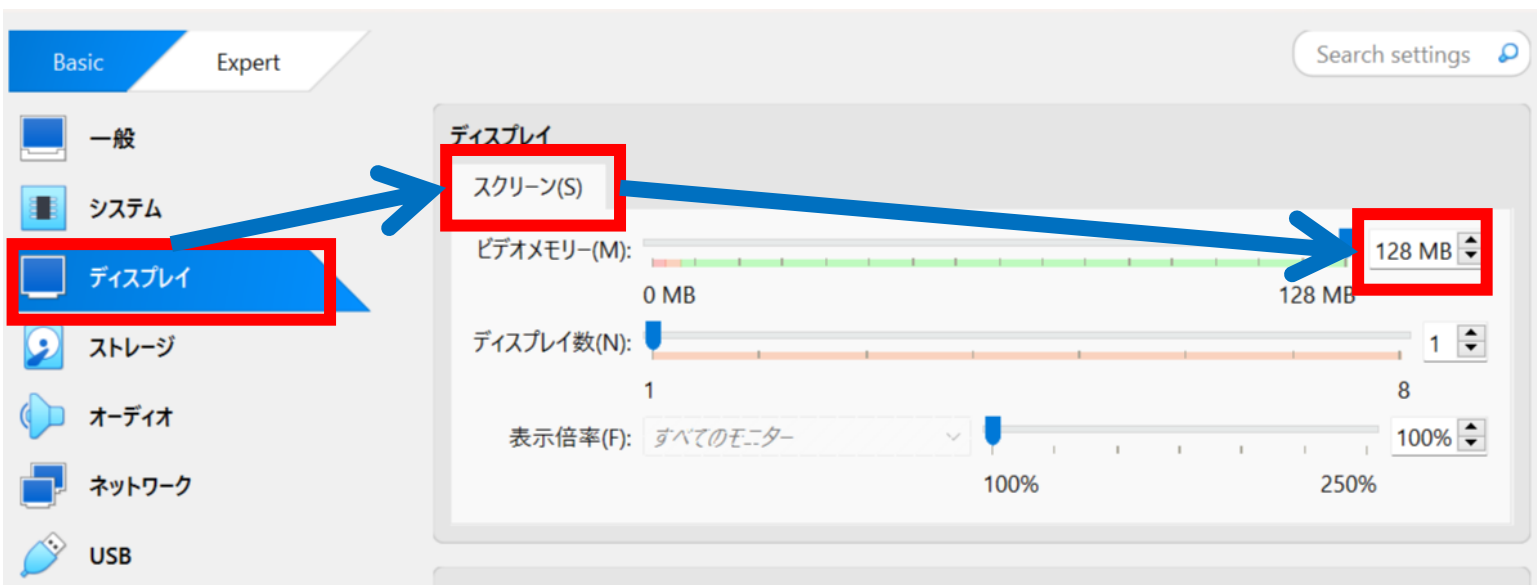 Basic
Expert
Search settings
一般
システム
ディスプレイ
ストレージ
オーディオ
ネットワーク
USB
ディスプレイ
スクリーン(S)
ビデオメモリー(M):
128 MB
0 MB
128 MB
ディスプレイ数(N):
1
1
8
表示倍率(F):
すべてのモニター
100%
100%
250%